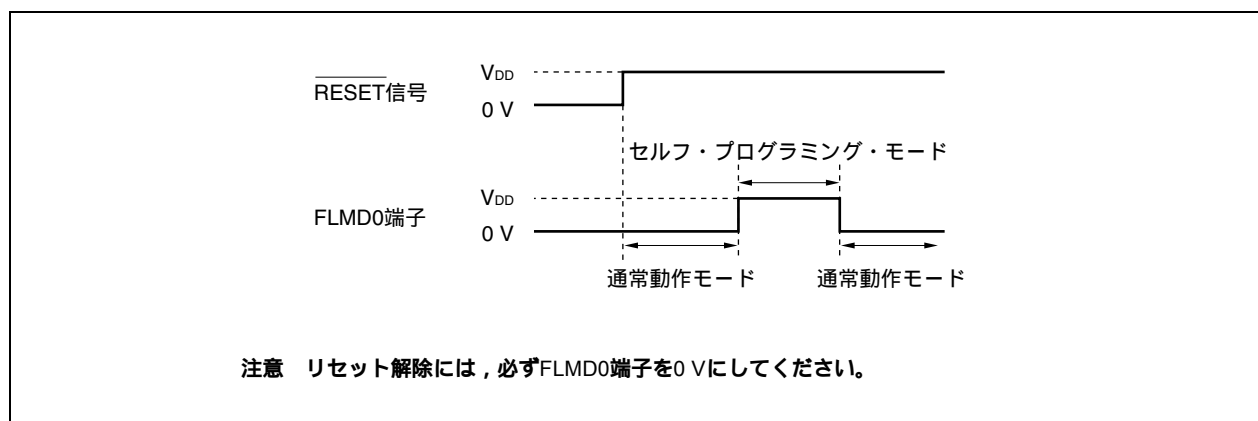 RESET信号
VDD
0 V
セルフ・プログラミング・モード
FLMD0端子
VDD
0 V
通常動作モード 通常動作モード
注意 リセット解除には，必ずFLMD0端子を0 Vにしてください。